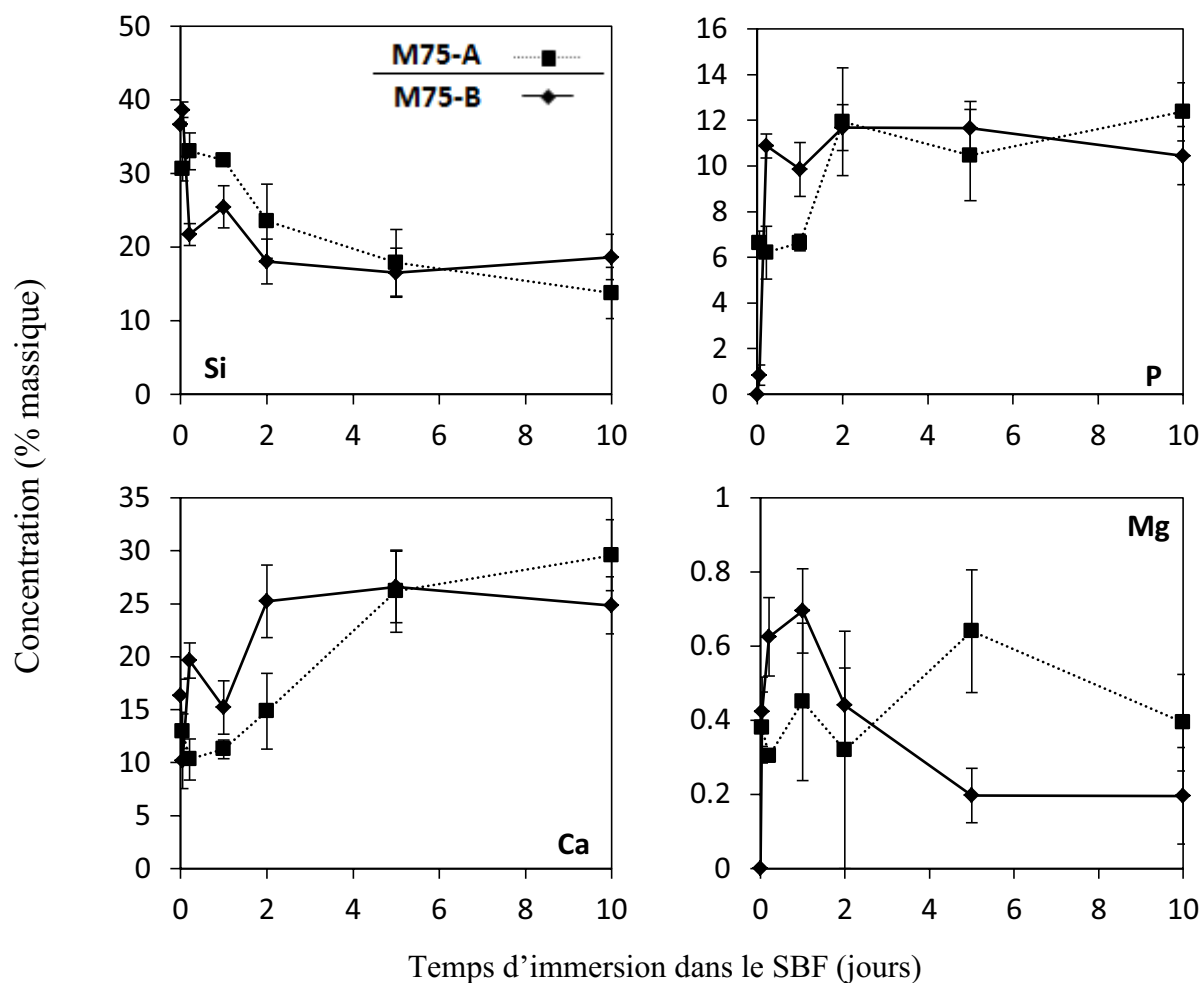 Concentration (% massique)
50
40
30
20
10
0
M75-A
M75-B
Si
0 2 4 6 8 10
16
14
12
10
8
6
4
2
0
P
0 2 4 6 8 10
35
30
25
20
15
10
5
0
Ca
0 2 4 6 8 10
1
0.8
0.6
0.4
0.2
0
Mg
0 2 4 6 8 10
Temps d’immersion dans le SBF (jours)